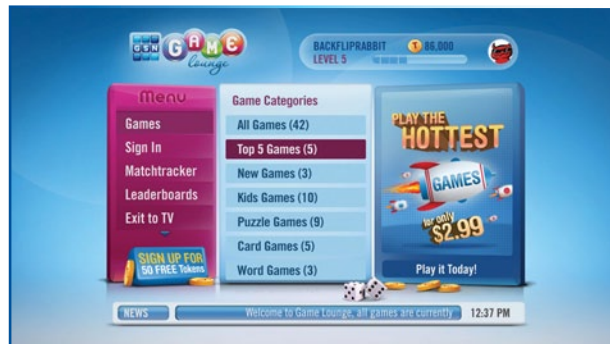 GSN GAME
Lounge
BACKFLIPRABBIT T 86,000
LEVEL 5
Menu
Games
Sign In
Matchtracker
Leaderboards
Exit to TV
SIGN UP FOR
50 FREE Tokens
Game Categories
All Games (42)
Top 5 Games (5)
New Games (3)
Kids Games (10)
Puzzle Games (9)
Card Games (5)
Word Games (3)
PLAY THE
HOTTEST
GAMES
for only
$2.99
Play it Today!
NEWS Welcome to Game Lounge, all games are currently 12:37 PM